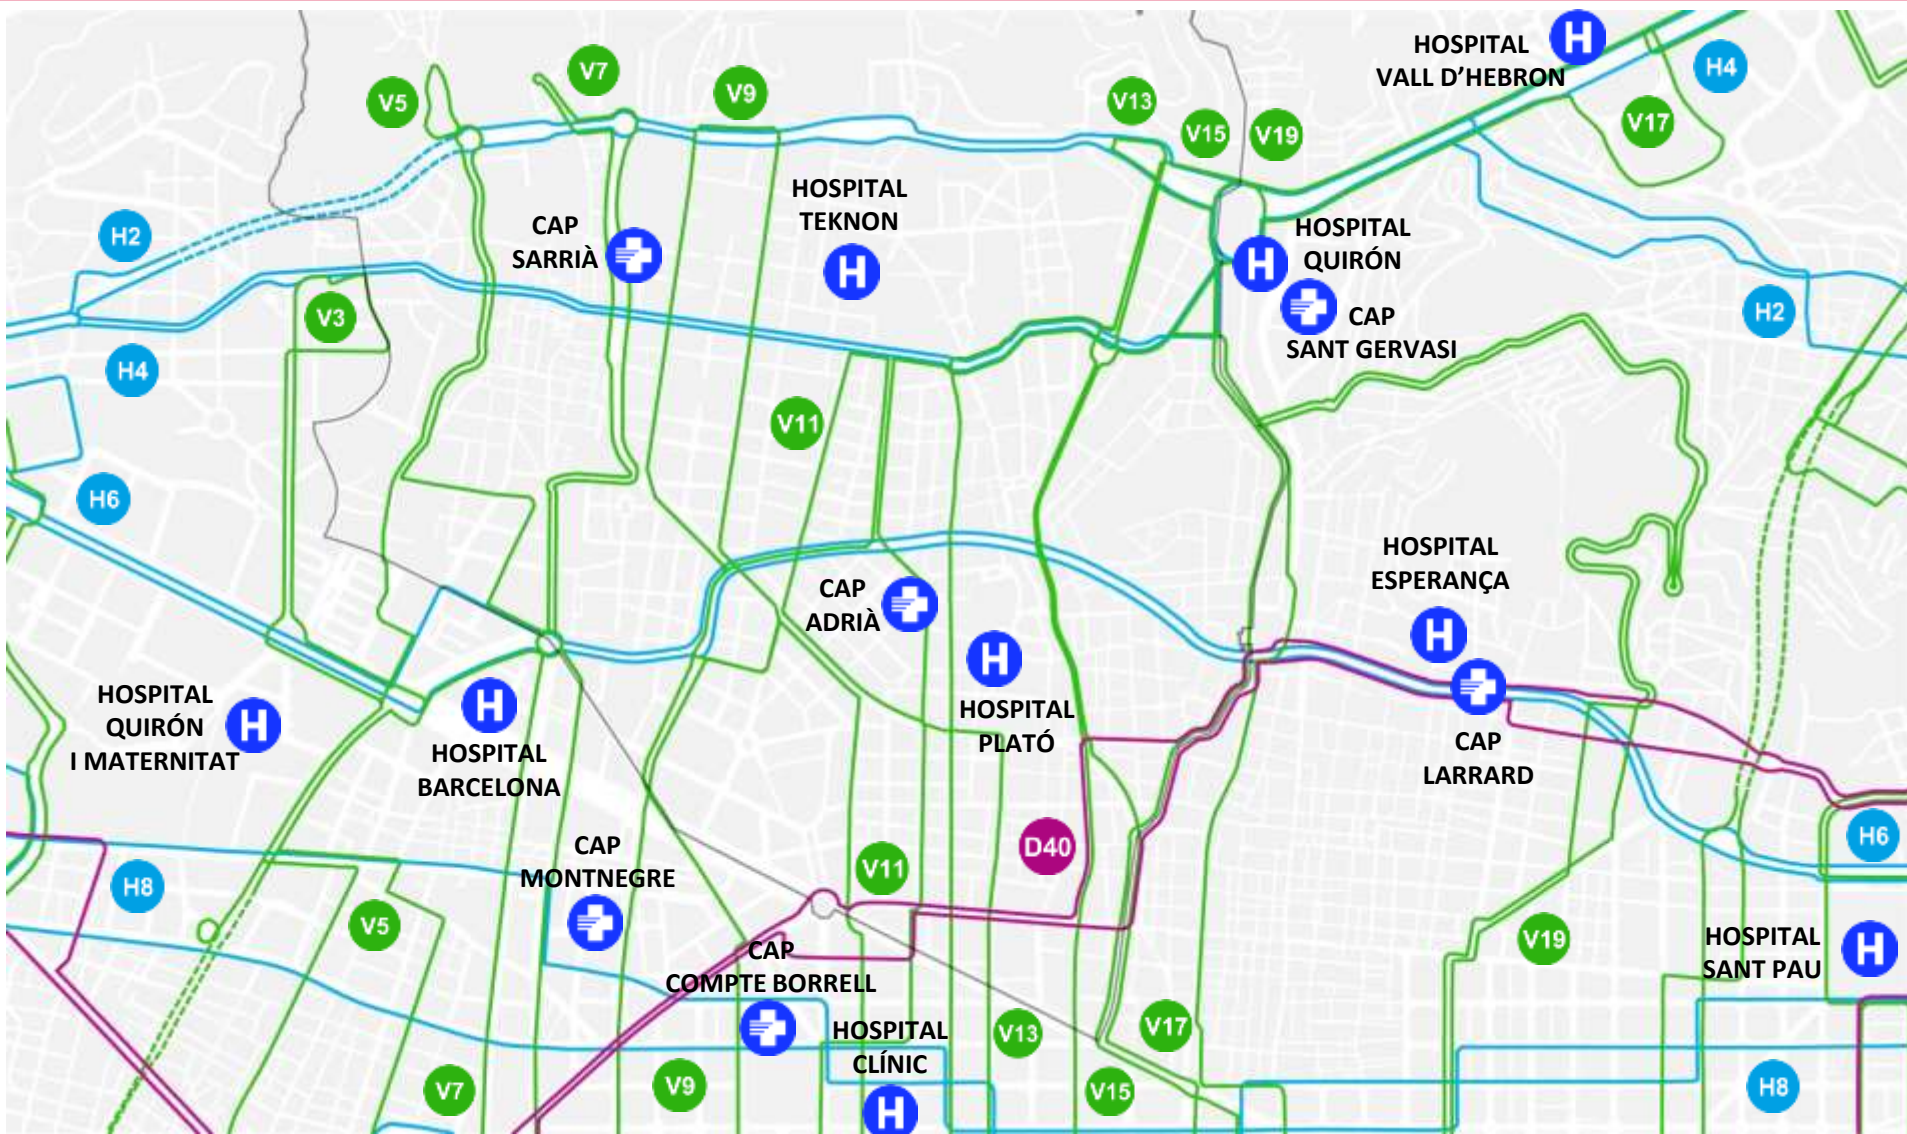 HOSPITAL
VALL D'HEBRON
H
H4
V7
V5
V9
V13
V15
V19
V17
HOSPITAL
TEKNON
H
CAP
SARRIÀ
H2
HOSPITAL
QUIRÓN
H
CAP
SANT GERVASI
H2
V3
H4
V11
H6
HOSPITAL
ESPERANÇA
H
CAP
ADRIÀ
HOSPITAL
PLATÓ
H
HOSPITAL
QUIRÓN
I MATERNITAT
H
HOSPITAL
BARCELONA
H
CAP
LARRARD
CAP
MONTNEGRE
D40
H6
H8
V11
V5
V19
HOSPITAL
SANT PAU
H
CAP
COMPTE BORRELL
HOSPITAL
CLÍNIC
H
V13
V17
V7
V9
V15
H8